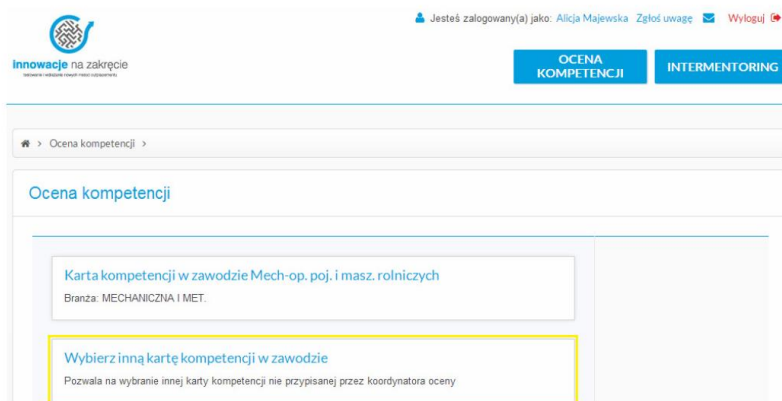 Jesteś zalogowany(a) jako: Alicja Majewska Zgłoś uwagę Wyloguj
innowacje na zakręcie
OCENA KOMPETENCJI
INTERMENTORING
> Ocena kompetencji >
Ocena kompetencji
Karta kompetencji w zawodzie Mech-op. poj. i masz. rolniczych
Branża: MECHANICZNA I MET.
Wybierz inną kartę kompetencji w zawodzie
Pozwala na wybranie innej karty kompetencji nie przypisanej przez koordynatora oceny